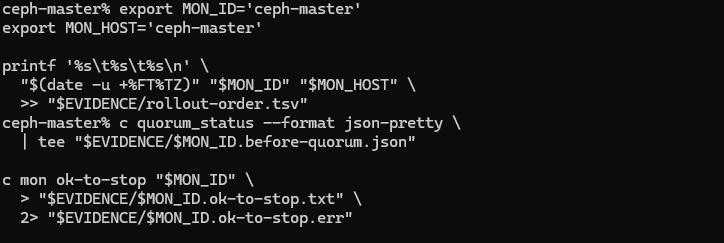 ceph-master% export MON_ID='ceph-master'
export MON_HOST='ceph-master'

printf '%s\t%s\t%s\n' \
  "$(date -u +%FT%TZ)" "$MON_ID" "$MON_HOST" \
  >> "$EVIDENCE/rollout-order.tsv"
ceph-master% c quorum_status --format json-pretty \
  | tee "$EVIDENCE/$MON_ID.before-quorum.json"

c mon ok-to-stop "$MON_ID" \
  > "$EVIDENCE/$MON_ID.ok-to-stop.txt" \
  2> "$EVIDENCE/$MON_ID.ok-to-stop.err"